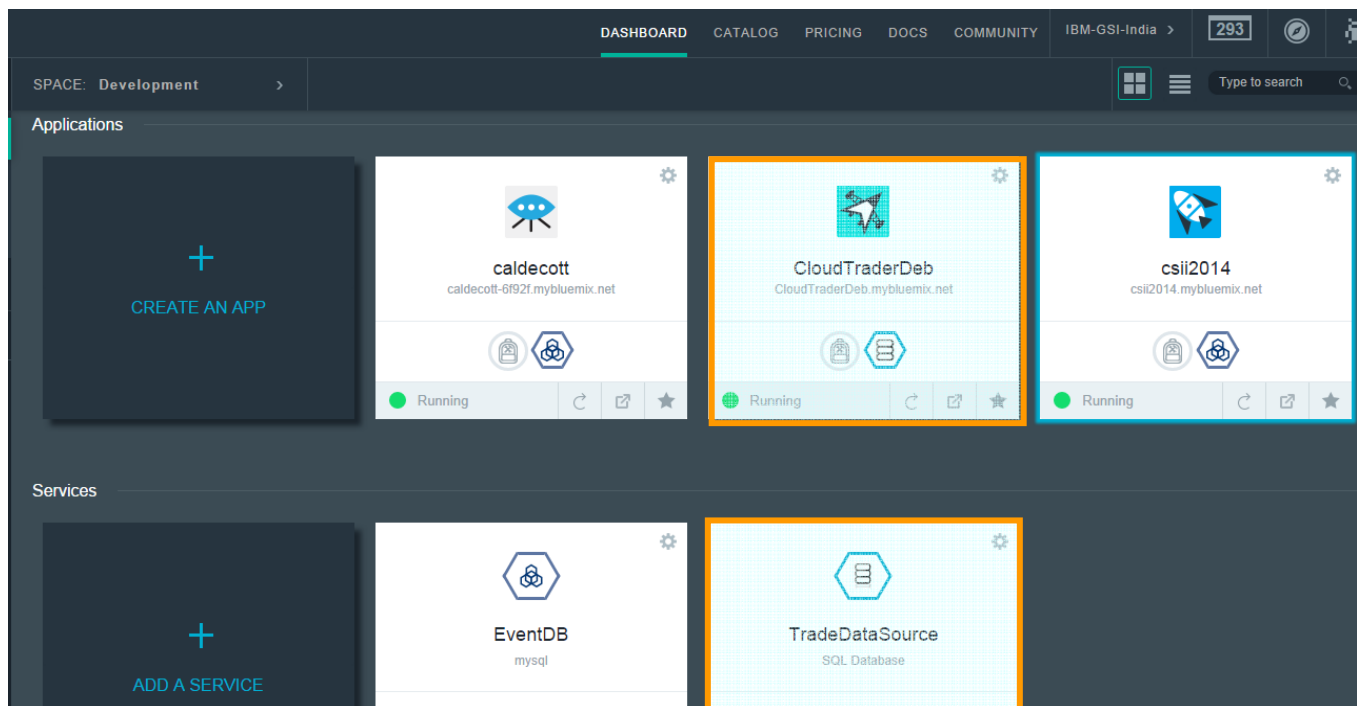 DASHBOARD CATALOG PRICING DOCS COMMUNITY IBM-GSI-India > 293
SPACE: Development > Type to search
Applications
+ CREATE AN APP
caldecott
caldecott-6f92f.mybluemix.net
Running
CloudTraderDeb
CloudTraderDeb.mybluemix.net
Running
csii2014
csii2014.mybluemix.net
Running
Services
+ ADD A SERVICE
EventDB
mysql
TradeDataSource
SQL Database